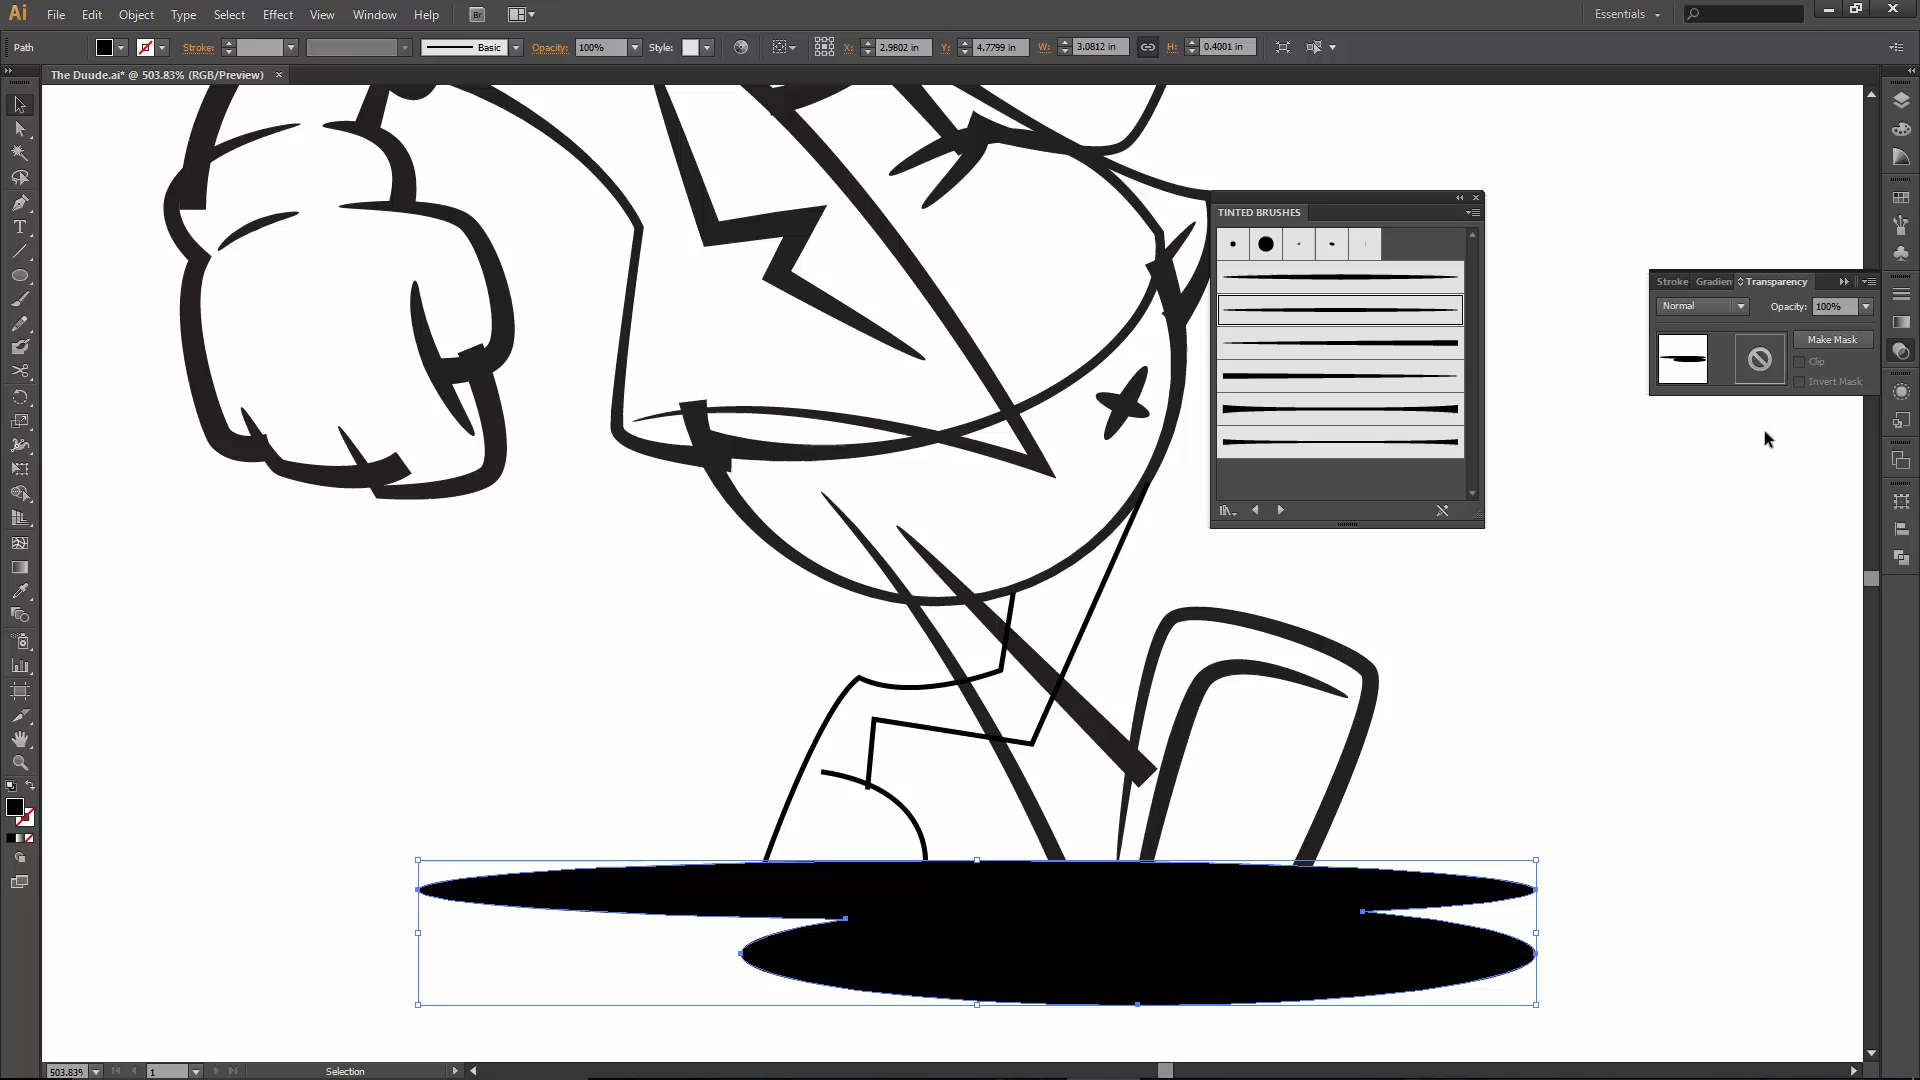 Ai File Edit Object Type Select Effect View Window Help Br Essentials
Path Stroke: Basic Opacity: 100% Style: X: 2.9802 in Y: 4.7799 in W: 3.0812 in H: 0.4001 in
The Duude.ai* @ 503.83% (RGB/Preview)
TINTED BRUSHES
Stroke Gradien Transparency
Normal Opacity: 100%
Make Mask
Clip
Invert Mask
T
503.83% 1 Selection